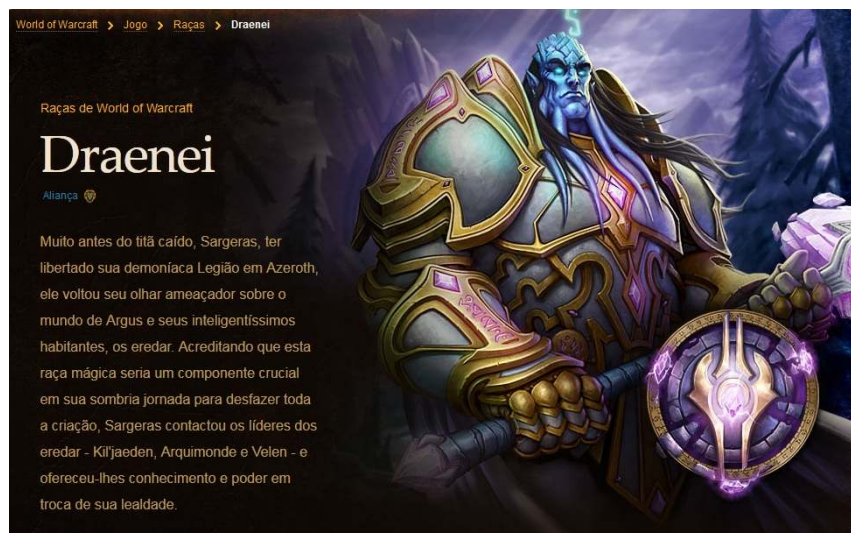 World of Warcraft > Jogo > Raças > Draenei
Raças de World of Warcraft
Draenei
Aliança
Muito antes do titã caído, Sargeras, ter
libertado sua demoníaca Legião em Azeroth,
ele voltou seu olhar ameaçador sobre o
mundo de Argus e seus inteligentíssimos
habitantes, os eredar. Acreditando que esta
raça mágica seria um componente crucial
em sua sombria jornada para desfazer toda
a criação, Sargeras contactou os líderes dos
eredar - Kil'jaeden, Arquimonde e Velen - e
ofereceu-lhes conhecimento e poder em
troca de sua lealdade.